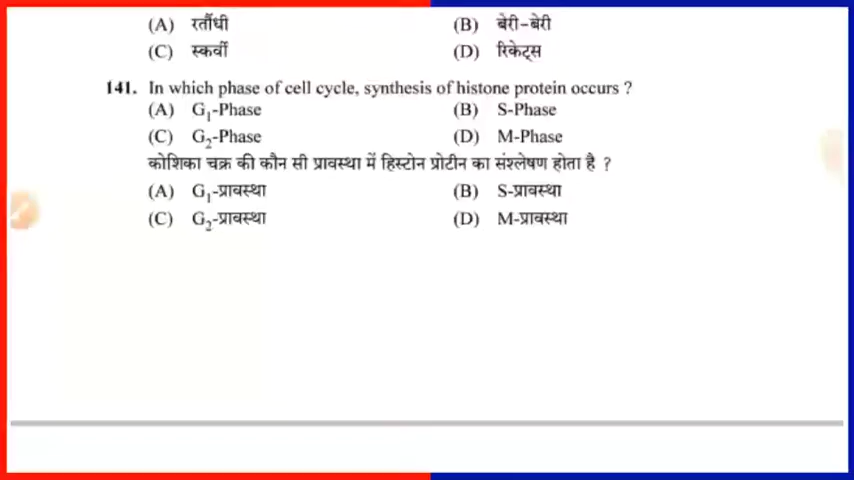 (A) रतौंधी (B) बेरी-बेरी
(C) स्कर्वी (D) रिकेट्स
141. In which phase of cell cycle, synthesis of histone protein occurs ?
(A) G₁-Phase (B) S-Phase
(C) G₂-Phase (D) M-Phase
कोशिका चक्र की कौन सी प्रावस्था में हिस्टोन प्रोटीन का संश्लेषण होता है ?
(A) G₁-प्रावस्था (B) S-प्रावस्था
(C) G₂-प्रावस्था (D) M-प्रावस्था